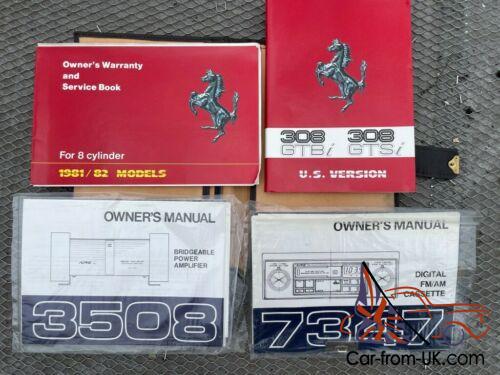 Owner's Warranty
and
Service Book
For 8 cylinder
1981/82 MODELS
308 308
GTBi GTSi
U.S. VERSION
OWNER'S MANUAL
BRIDGEABLE
POWER
AMPLIFIER
3508
OWNER'S MANUAL
DIGITAL
FM/AM
CASSETTE
7347
Car-from-UK.com